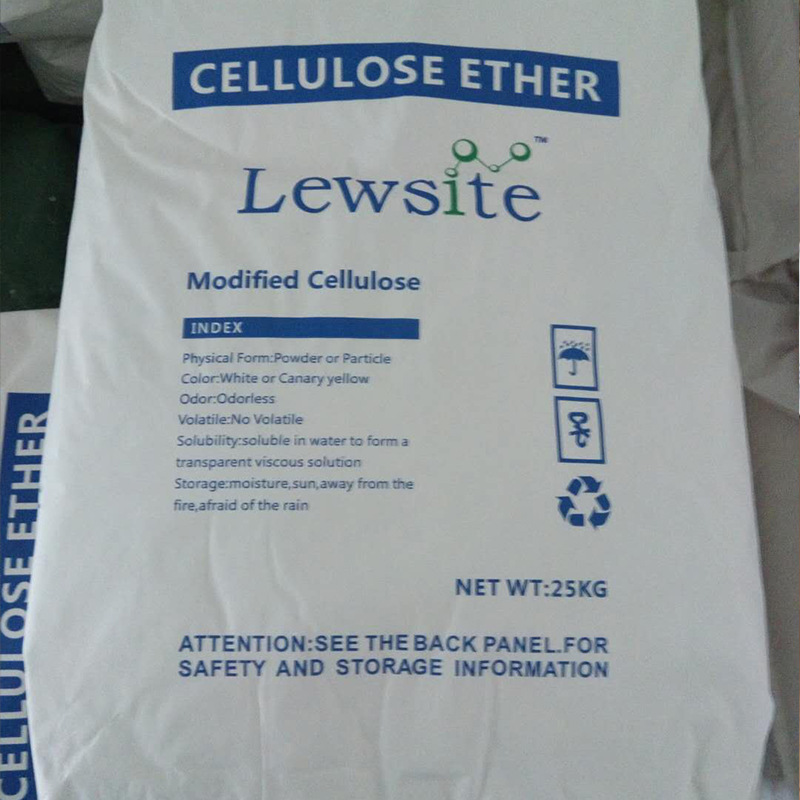 CELLULOSE ETHER
Lewsite™
Modified Cellulose
INDEX
Physical Form:Powder or Particle
Color:White or Canary yellow
Odor:Odorless
Volatile:No Volatile
Solubility:soluble in water to form a
transparent viscous solution
Storage:moisture,sun,away from the
fire,afraid of the rain
NET WT:25KG
ATTENTION:SEE THE BACK PANEL.FOR
SAFETY AND STORAGE INFORMATION
CELLULOSE ETHER